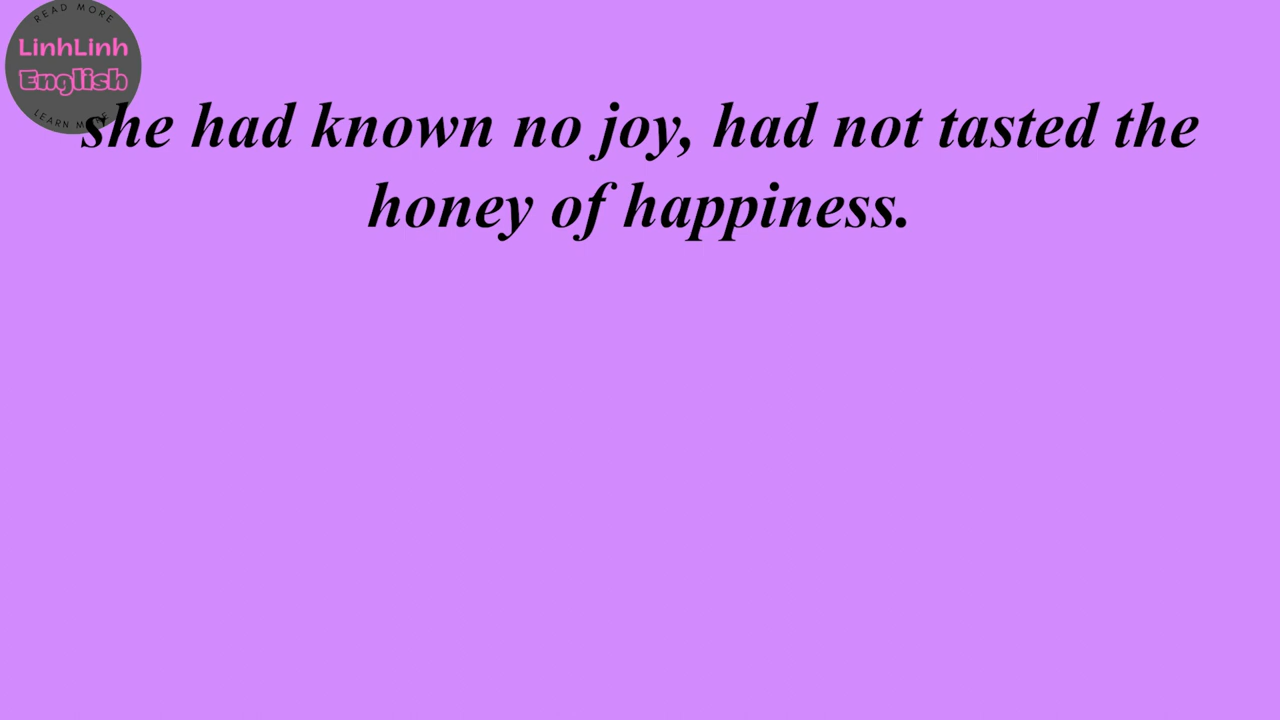 READ MORE
LinhLinh
English
LEARN MORE
she had known no joy, had not tasted the
honey of happiness.